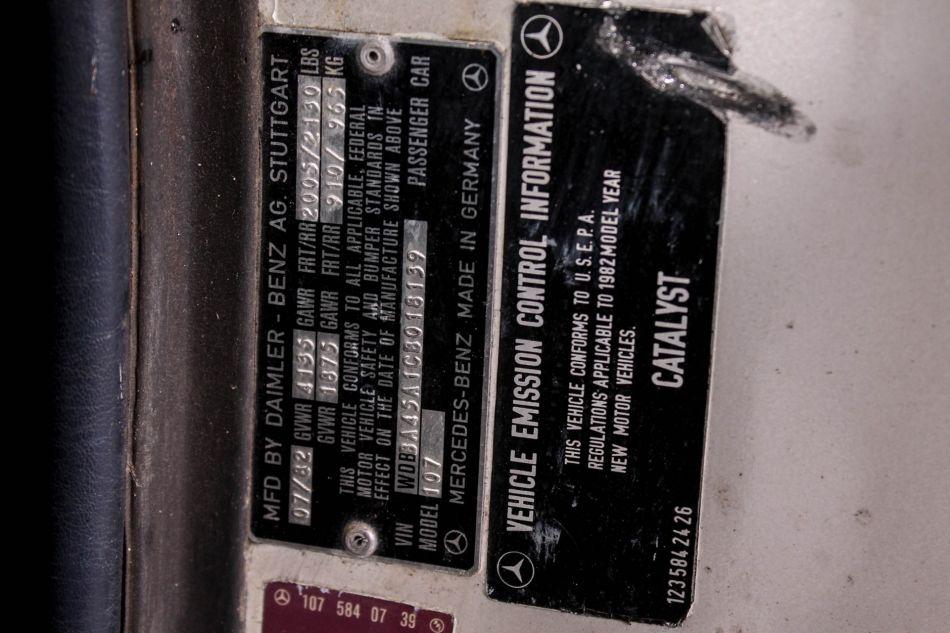 MFD BY DAIMLER-BENZ AG. STUTTGART
07/82 GVWR 4135 GAWR FRT/RR 2005/2130 LBS
GVWR 1875 GAWR FRT/RR 910/ 965 KG
THIS VEHICLE CONFORMS TO ALL APPLICABLE, FEDERAL
MOTOR VEHICLE SAFETY AND BUMPER STANDARDS IN
EFFECT ON THE DATE OF MANUFACTURE SHOWN ABOVE
VIN WDBBA45A1CB018139 PASSENGER CAR
MODEL 107
MERCEDES-BENZ MADE IN GERMANY
VEHICLE EMISSION CONTROL INFORMATION
THIS VEHICLE CONFORMS TO U.S.E.P.A.
REGULATIONS APPLICABLE TO 1982 MODEL YEAR
NEW MOTOR VEHICLES.
CATALYST
123 584 24 26
107 584 07 39